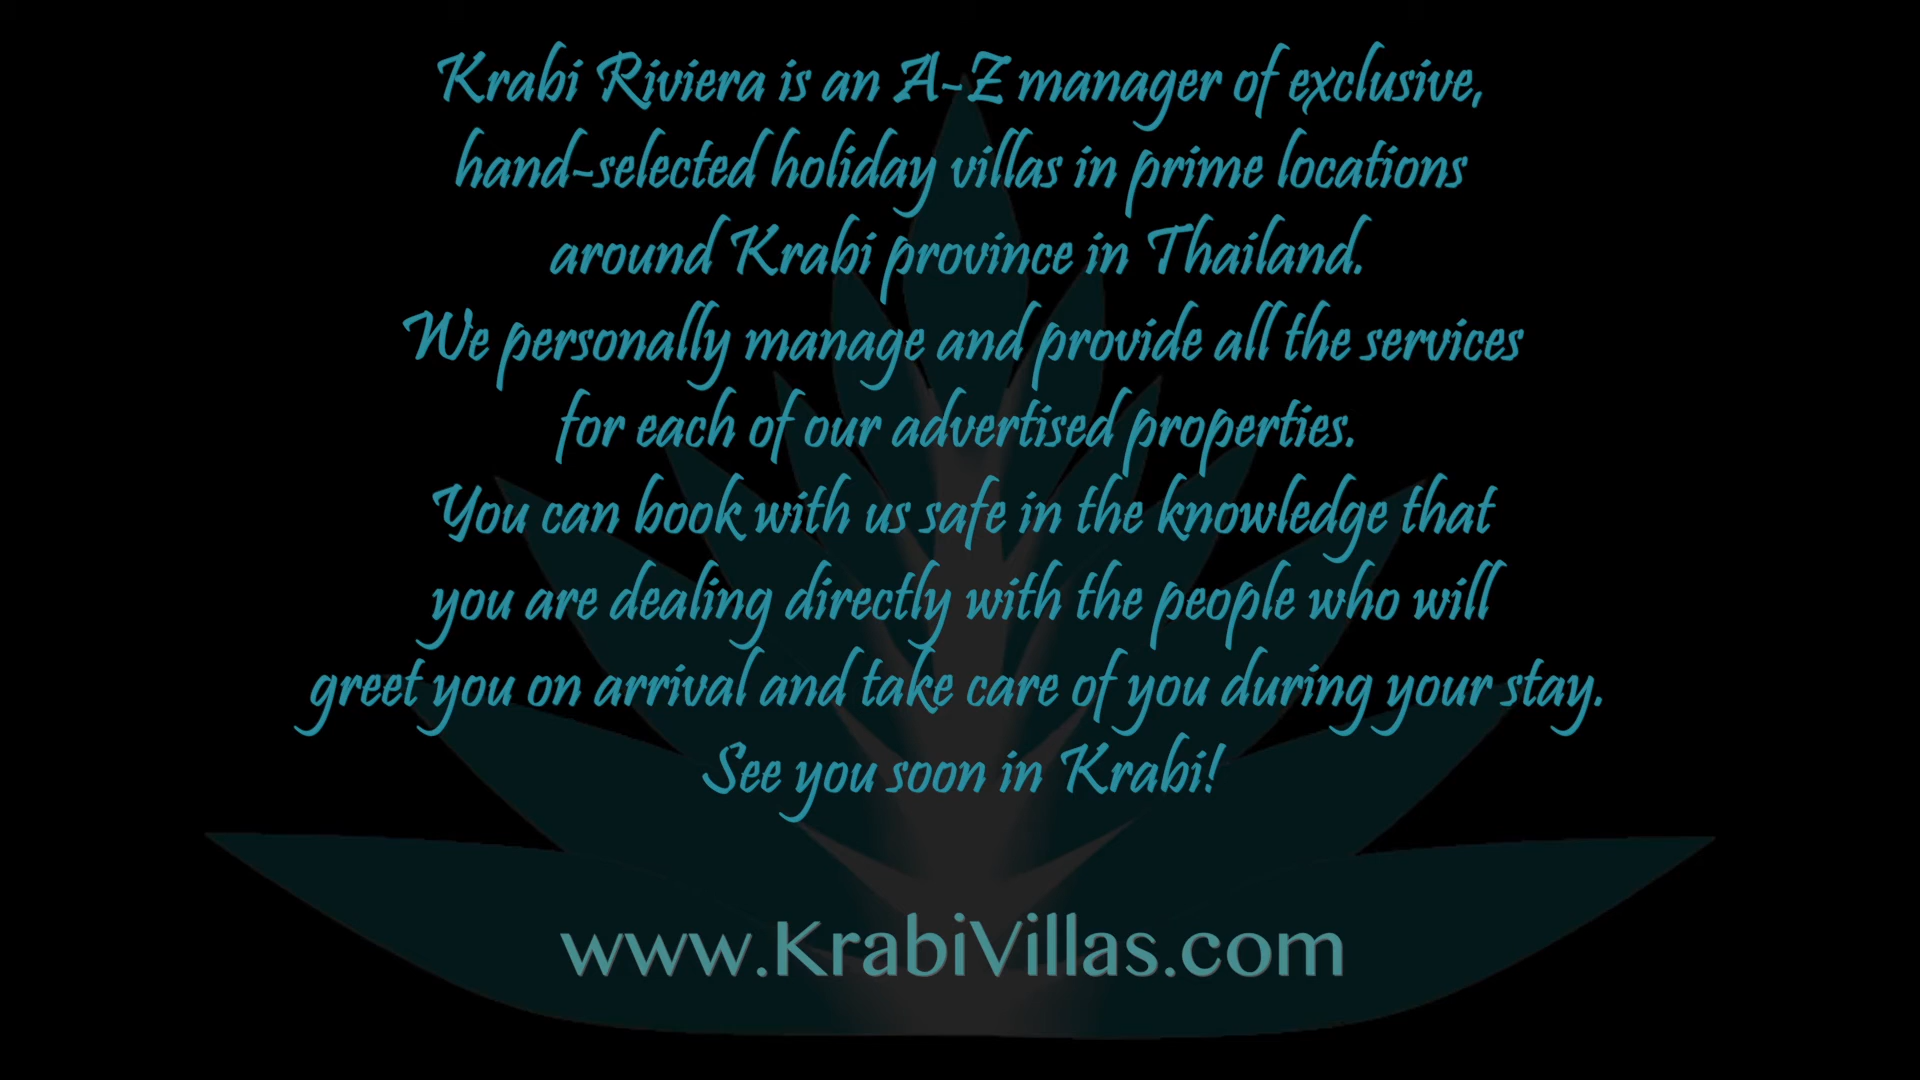 Krabi Riviera is an A-Z manager of exclusive,
hand-selected holiday villas in prime locations
around Krabi province in Thailand.
We personally manage and provide all the services
for each of our advertised properties.
You can book with us safe in the knowledge that
you are dealing directly with the people who will
greet you on arrival and take care of you during your stay.
See you soon in Krabi!
www.KrabiVillas.com